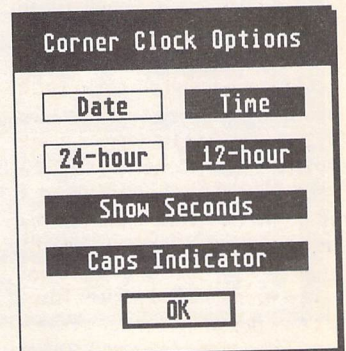 Corner Clock Options
Date Time
24-hour 12-hour
Show Seconds
Caps Indicator
OK